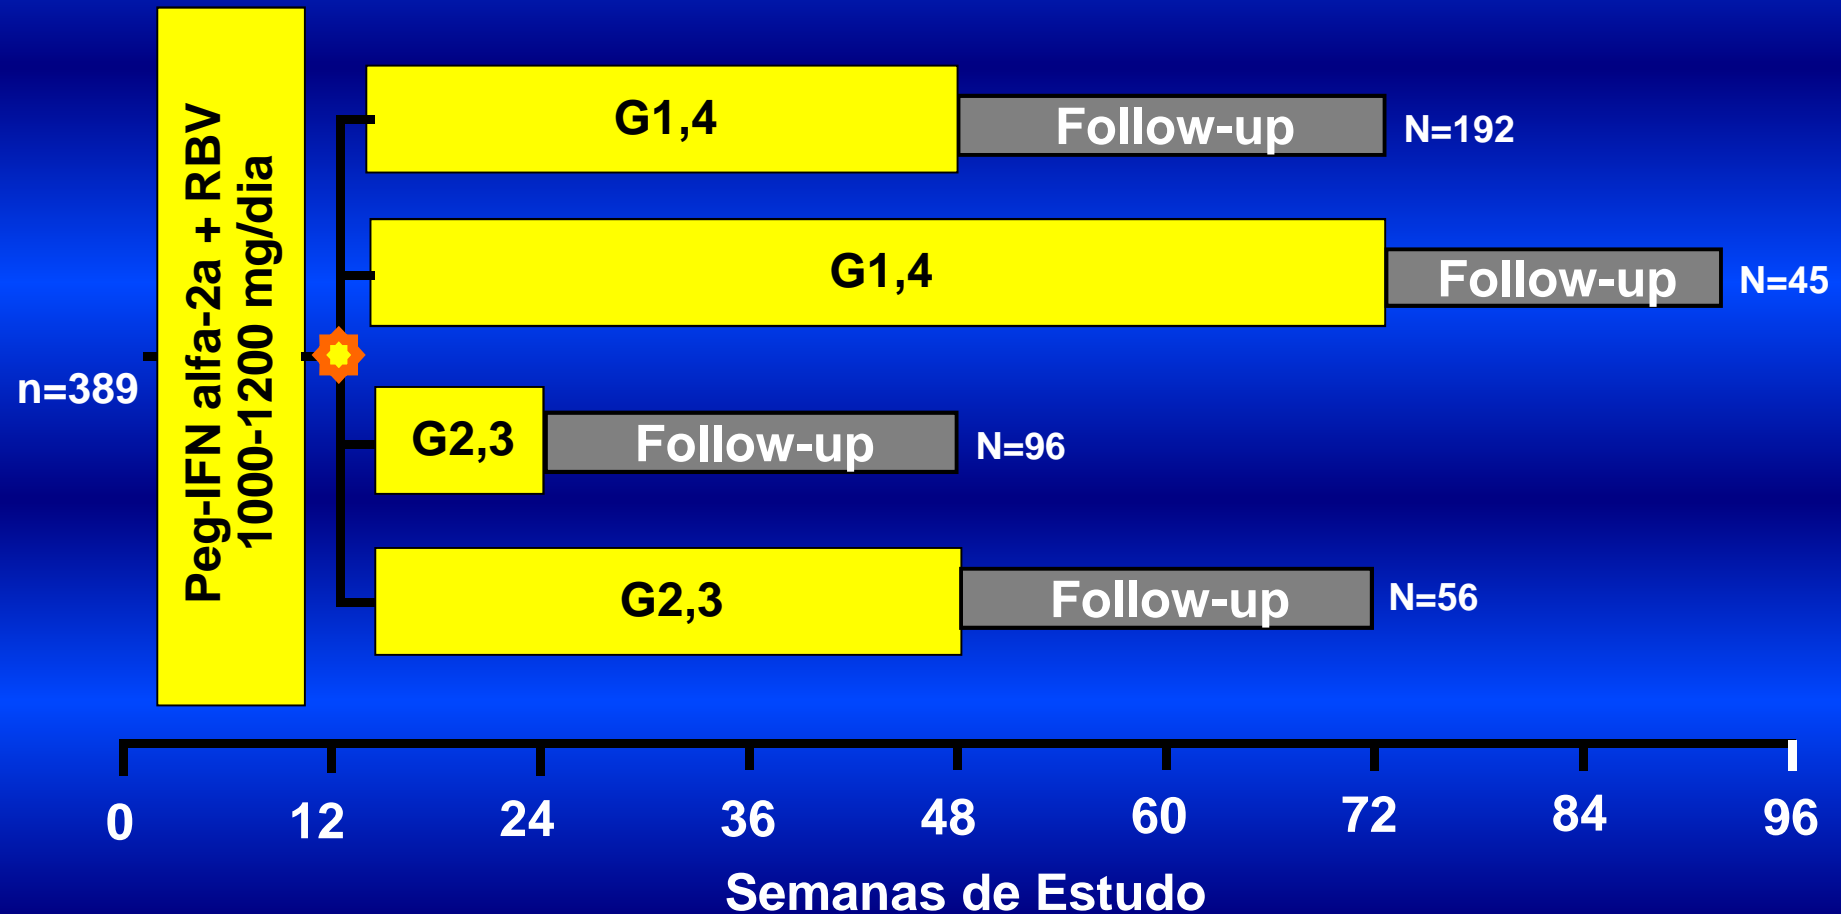 Peg-IFN alfa-2a + RBV
1000-1200 mg/dia
n=389
G1,4
Follow-up
N=192
G1,4
Follow-up
N=45
G2,3
Follow-up
N=96
G2,3
Follow-up
N=56
0 12 24 36 48 60 72 84 96
Semanas de Estudo